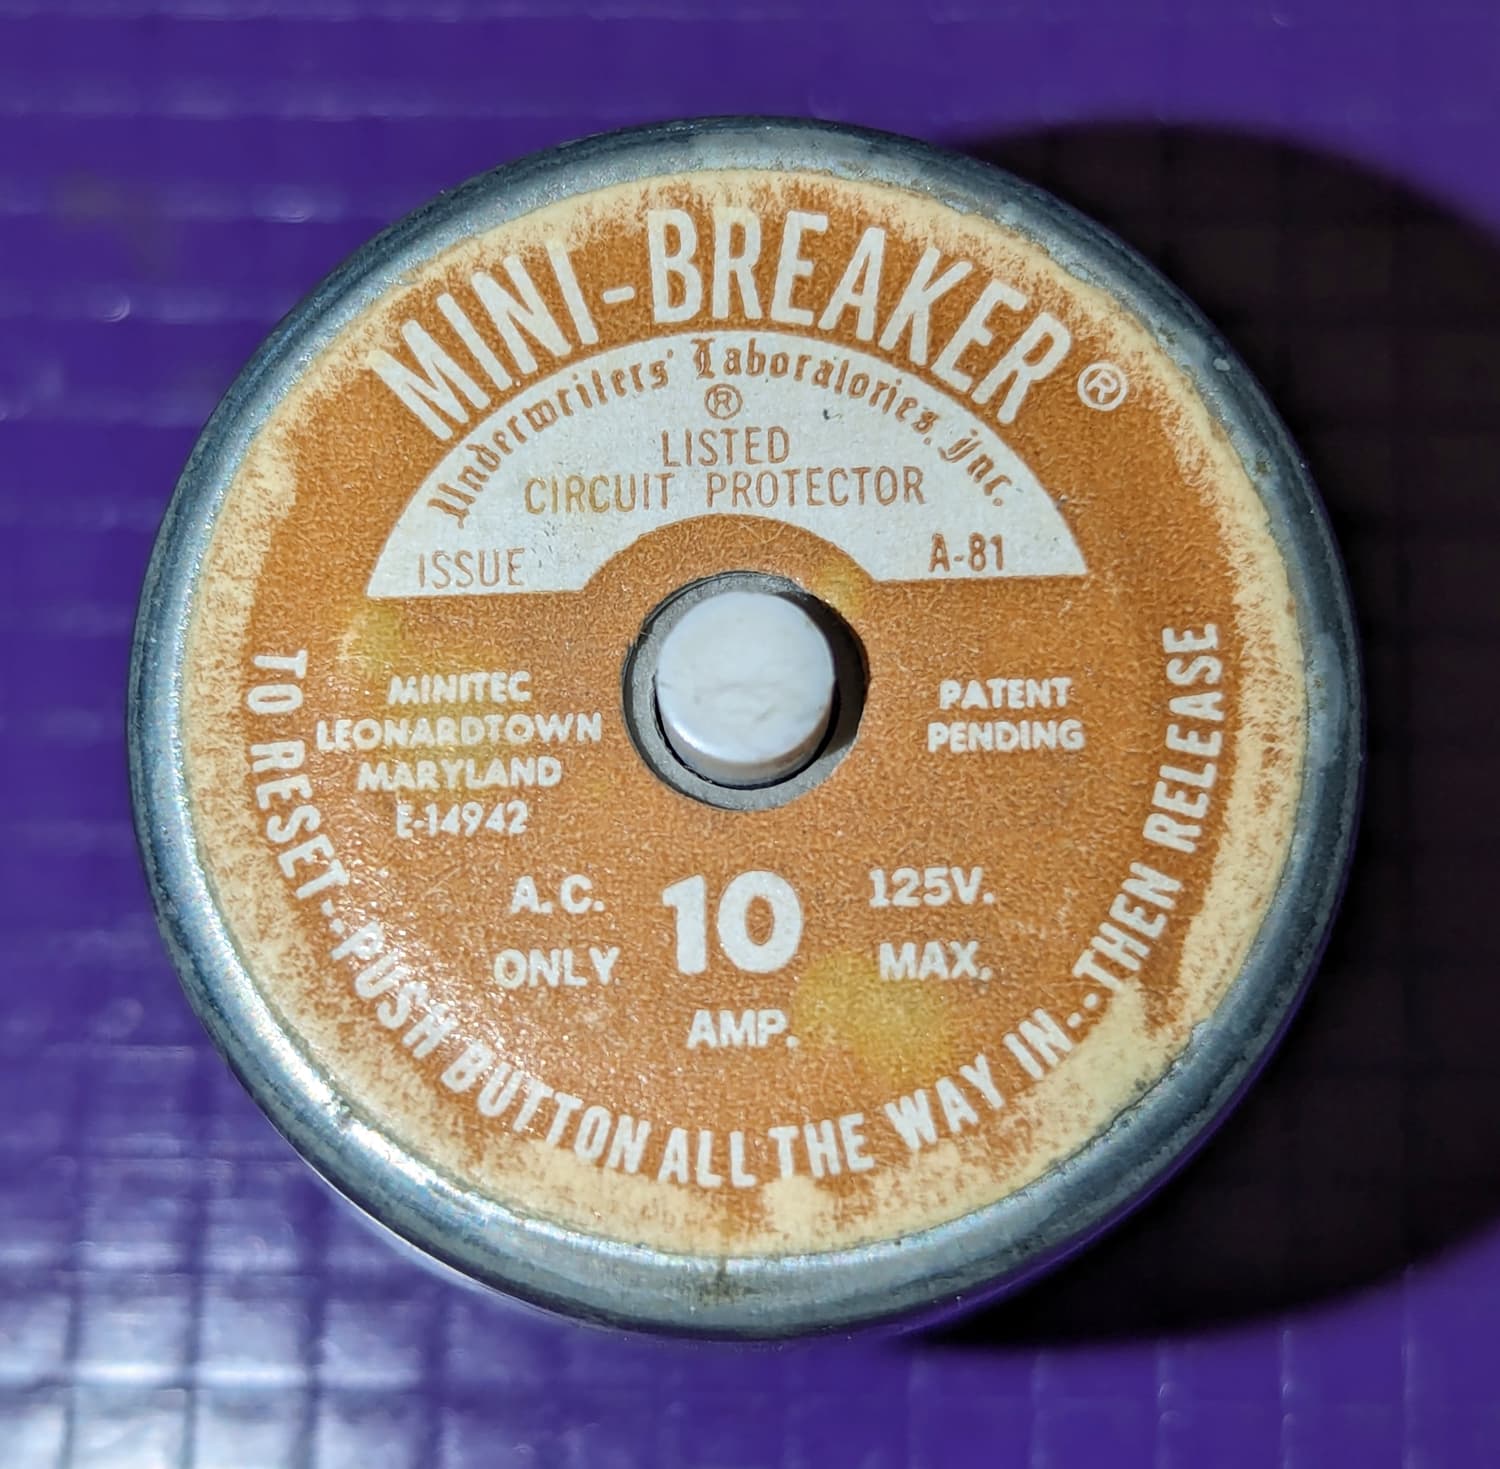 MINI-BREAKER®
Underwriters' Laboratories, Inc.
®
LISTED
CIRCUIT PROTECTOR
ISSUE A-81
MINITEC
LEONARDTOWN
MARYLAND
E-14942
PATENT
PENDING
A.C.
ONLY
10
AMP.
125V.
MAX.
TO RESET--PUSH BUTTON ALL THE WAY IN--THEN RELEASE